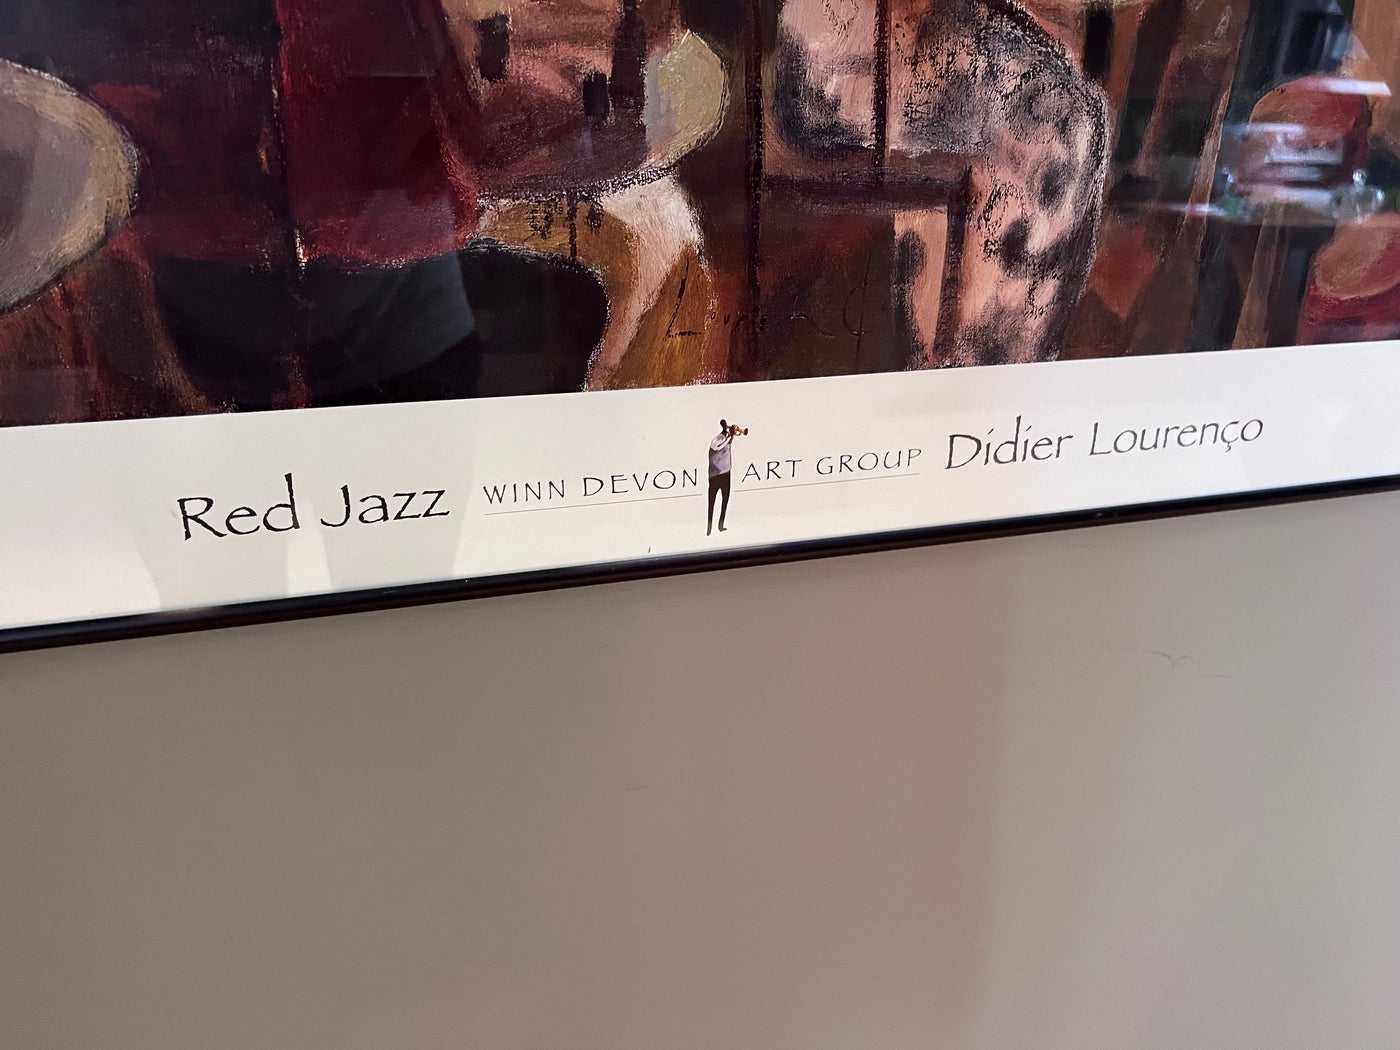 Red Jazz WINN DEVON ART GROUP Didier Lourenço